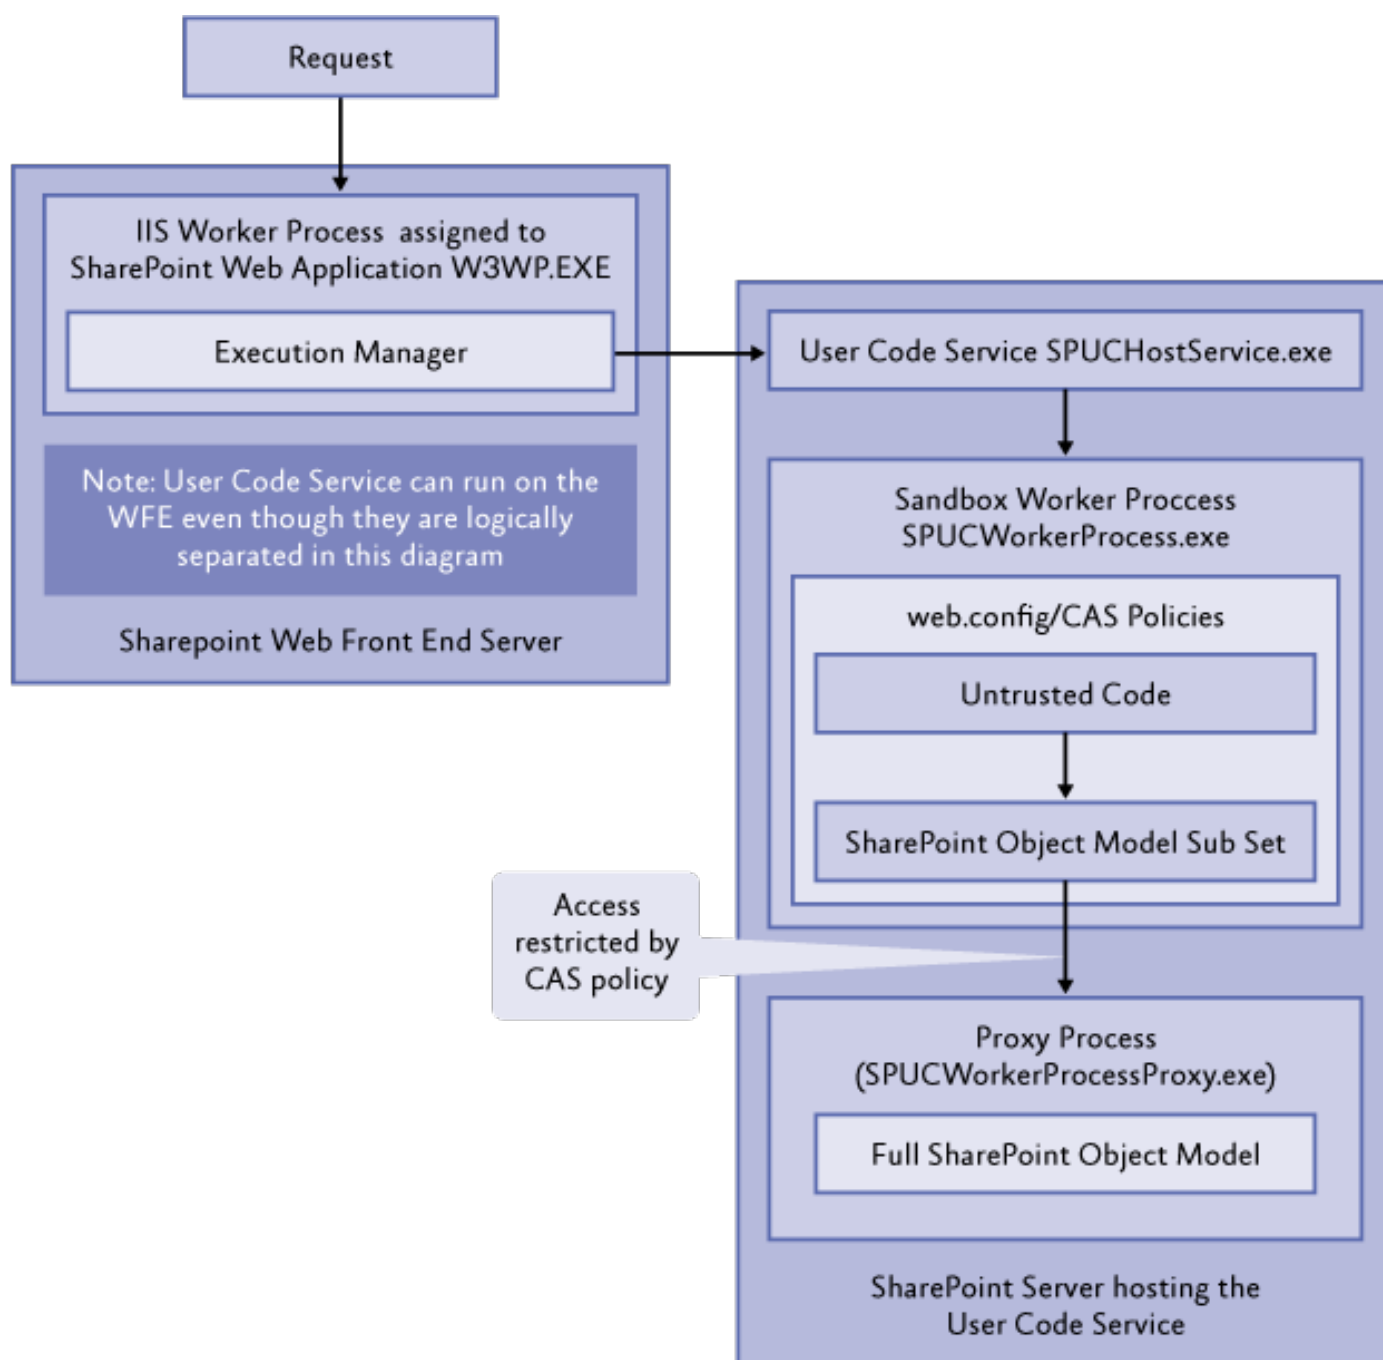 Request
IIS Worker Process assigned to
SharePoint Web Application W3WP.EXE
Execution Manager
Note: User Code Service can run on the
WFE even though they are logically
separated in this diagram
Sharepoint Web Front End Server
User Code Service SPUCHostService.exe
Sandbox Worker Proccess
SPUCWorkerProcess.exe
web.config/CAS Policies
Untrusted Code
SharePoint Object Model Sub Set
Access
restricted by
CAS policy
Proxy Process
(SPUCWorkerProcessProxy.exe)
Full SharePoint Object Model
SharePoint Server hosting the
User Code Service